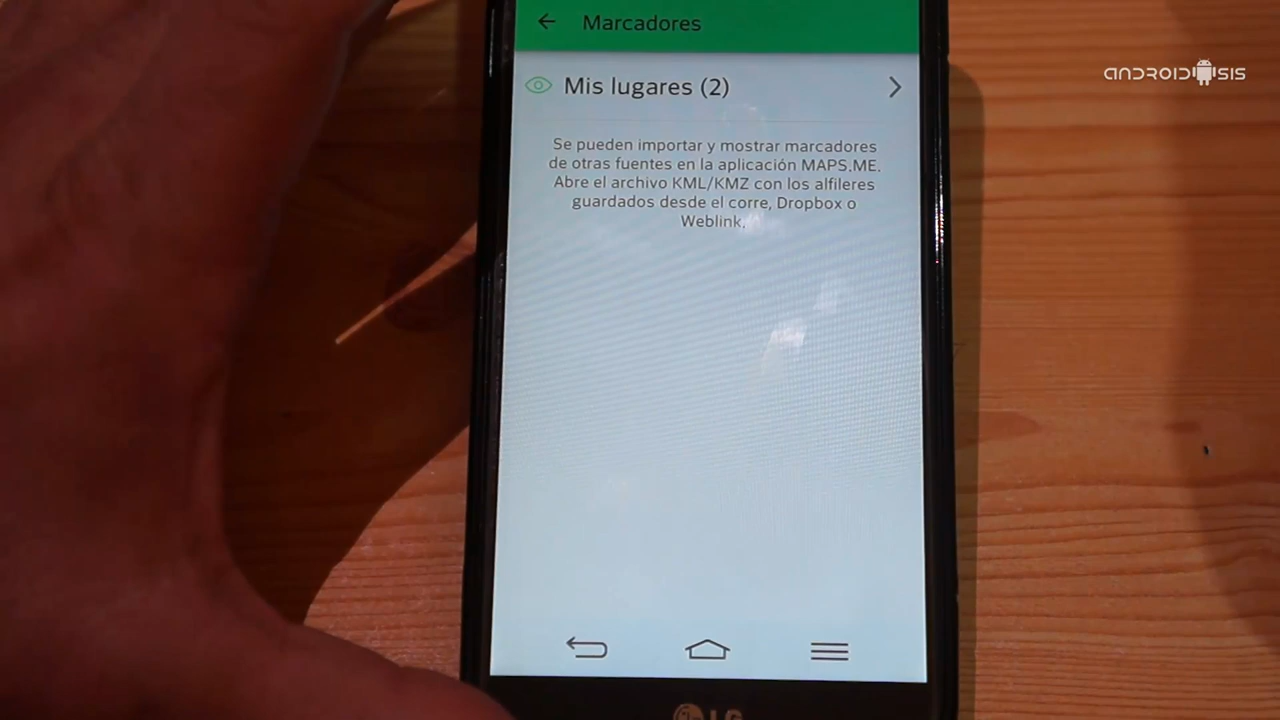 Marcadores
ANDROIDSIS
Mis lugares (2)
Se pueden importar y mostrar marcadores
de otras fuentes en la aplicación MAPS.ME.
Abre el archivo KML/KMZ con los alfileres
guardados desde el corre, Dropbox o
Weblink.
LG